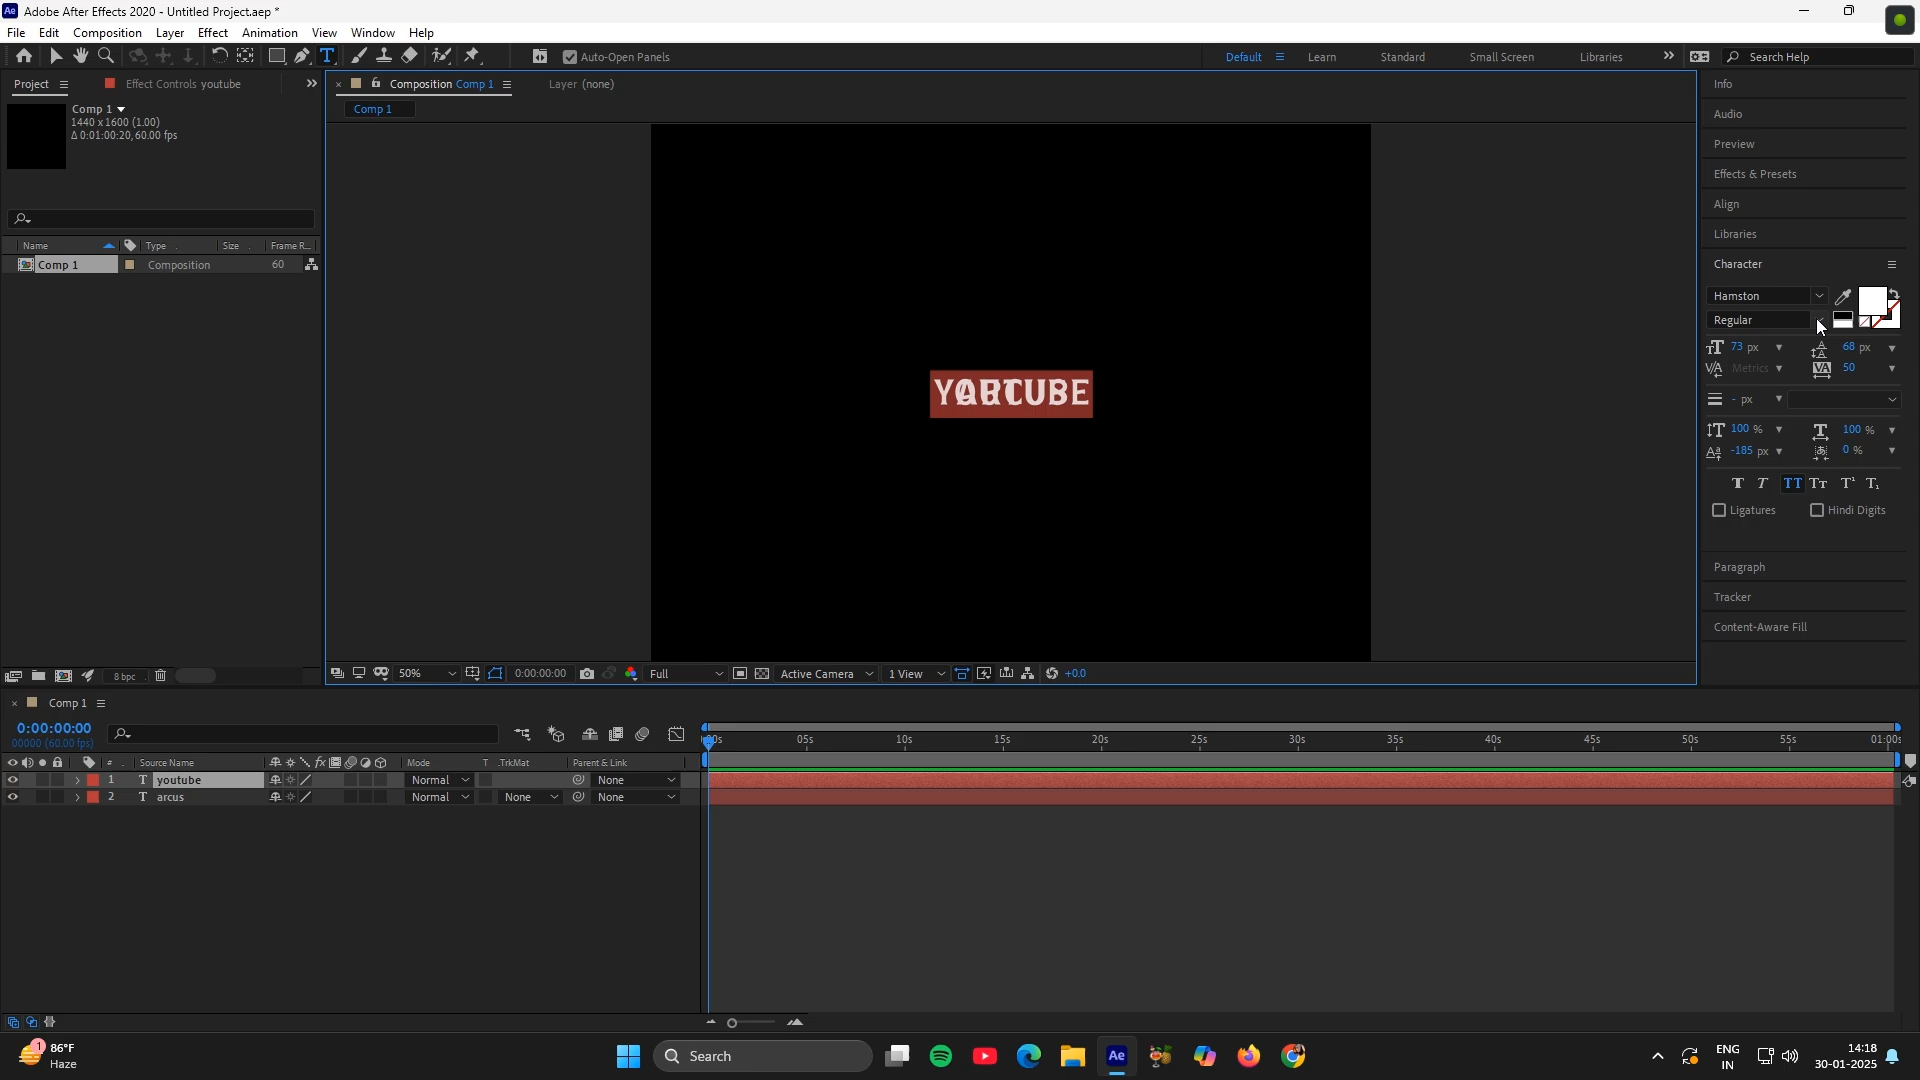 Adobe After Effects 2020 - Untitled Project.aep *
File Edit Composition Layer Effect Animation View Window Help
Auto-Open Panels
Default Learn Standard Small Screen Libraries Search Help
Project Effect Controls youtube
Comp 1
1440 x 1600 (1.00)
Δ 0:01:00:20, 60.00 fps
Name Type Size Frame R...
Comp 1 Composition 60
8 bpc
Composition Comp 1 Layer (none)
Comp 1
YOUTUBE
50% 0:00:00:00 Full Active Camera 1 View +0.0
Info
Audio
Preview
Effects & Presets
Align
Libraries
Character
Hamston
Regular
73 px 68 px
Metrics 50
- px
100 % 100 %
-185 px 0 %
Ligatures Hindi Digits
Paragraph
Tracker
Content-Aware Fill
Comp 1
0:00:00:00
00000 (60.00 fps)
05s 10s 15s 20s 25s 30s 35s 40s 45s 50s 55s 01:00s
# Source Name Mode T .TrkMat Parent & Link
1 T youtube Normal None
2 T arcus Normal None None
86°F
Haze
Search
ENG
IN
14:18
30-01-2025